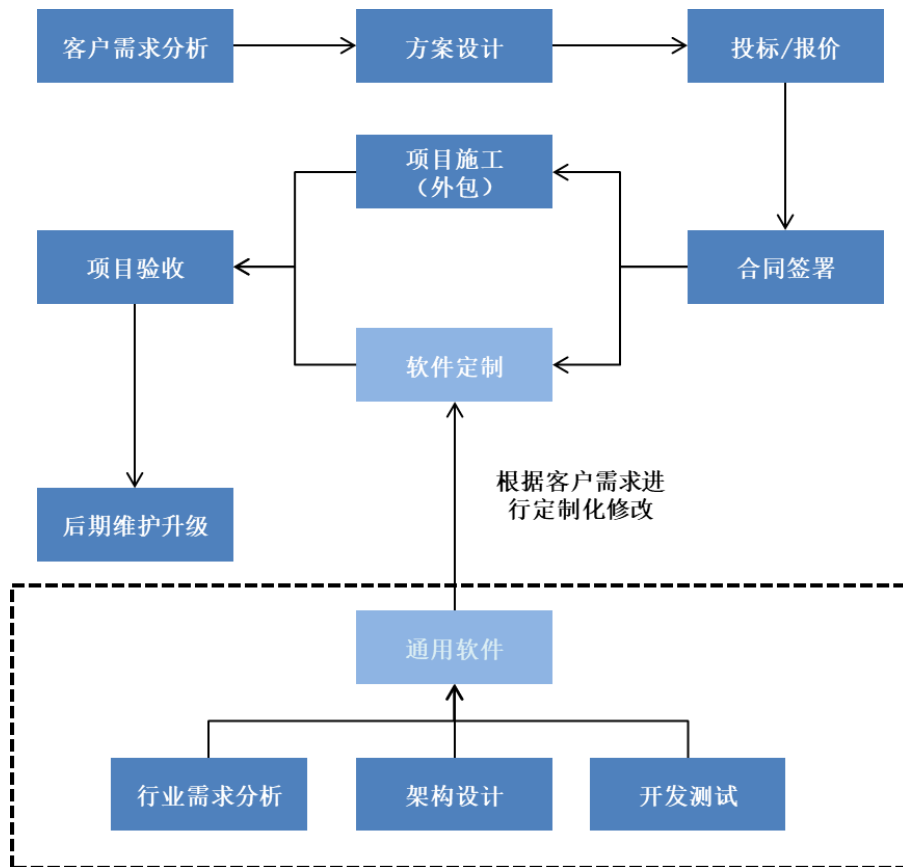 客户需求分析
方案设计
投标/报价
项目施工
（外包）
项目验收
合同签署
软件定制
根据客户需求进
行定制化修改
后期维护升级
通用软件
行业需求分析
架构设计
开发测试